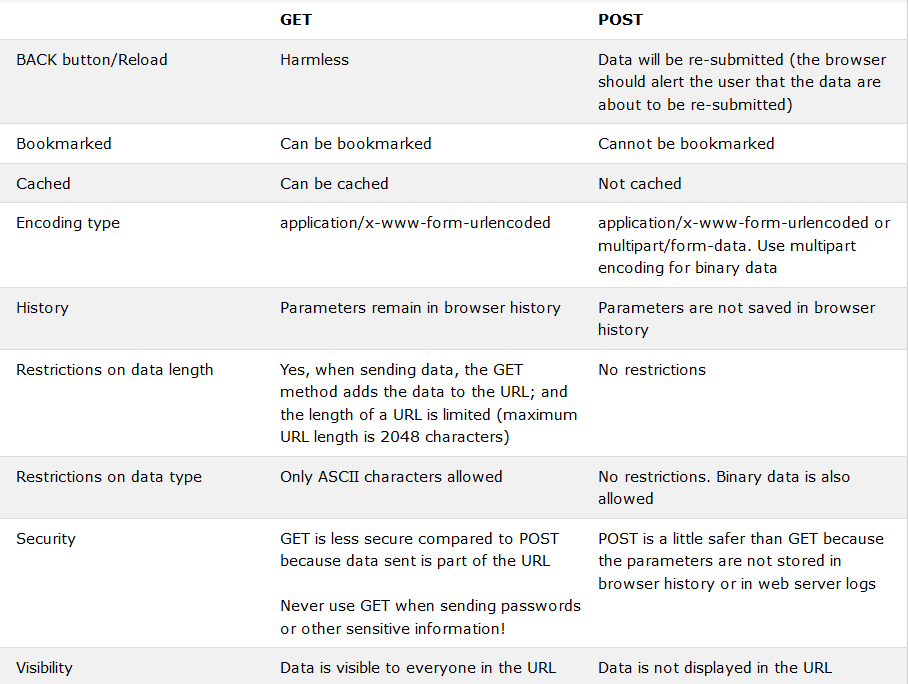 GET POST
BACK button/Reload Harmless Data will be re-submitted (the browser
should alert the user that the data are
about to be re-submitted)
Bookmarked Can be bookmarked Cannot be bookmarked
Cached Can be cached Not cached
Encoding type application/x-www-form-urlencoded application/x-www-form-urlencoded or
multipart/form-data. Use multipart
encoding for binary data
History Parameters remain in browser history Parameters are not saved in browser
history
Restrictions on data length Yes, when sending data, the GET No restrictions
method adds the data to the URL; and
the length of a URL is limited (maximum
URL length is 2048 characters)
Restrictions on data type Only ASCII characters allowed No restrictions. Binary data is also
allowed
Security GET is less secure compared to POST POST is a little safer than GET because
because data sent is part of the URL the parameters are not stored in
browser history or in web server logs
Never use GET when sending passwords
or other sensitive information!
Visibility Data is visible to everyone in the URL Data is not displayed in the URL